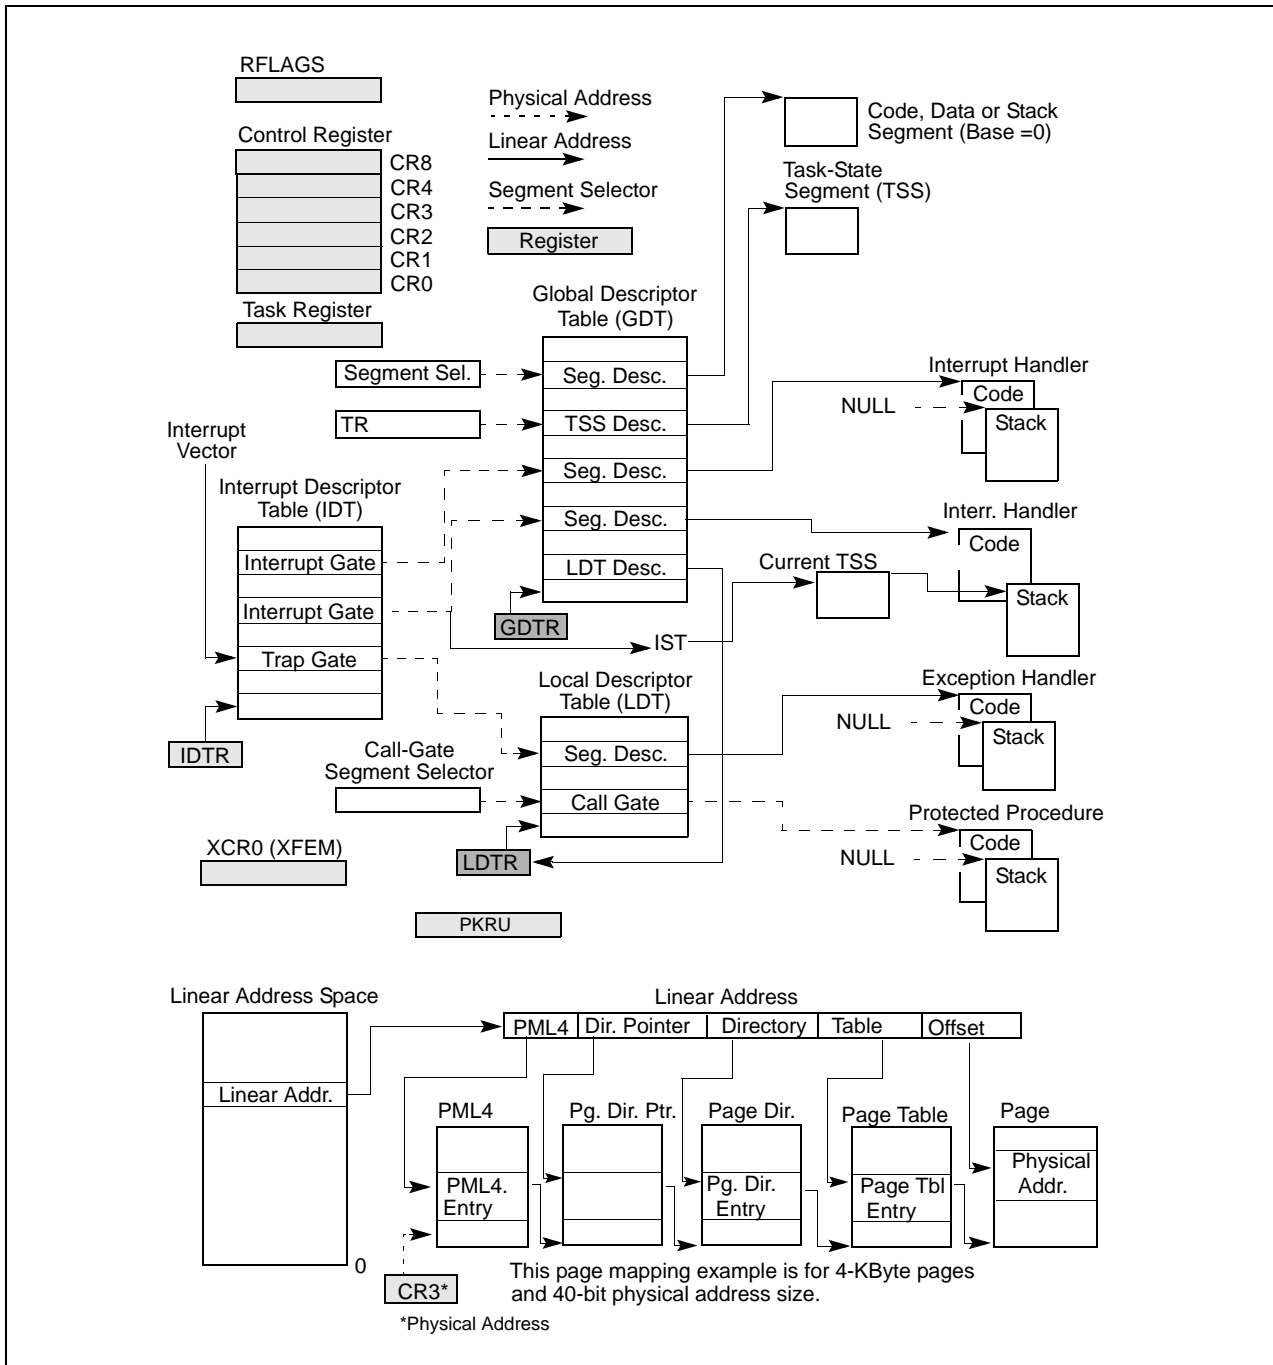 RFLAGS
Control Register
CR8
CR4
CR3
CR2
CR1
CR0
Task Register
Physical Address
Linear Address
Segment Selector
Register
Code, Data or Stack
Segment (Base =0)
Task-State
Segment (TSS)
Global Descriptor
Table (GDT)
Segment Sel.
Seg. Desc.
TR
TSS Desc.
Seg. Desc.
Seg. Desc.
LDT Desc.
GDTR
Interrupt
Vector
Interrupt Descriptor
Table (IDT)
Interrupt Gate
Interrupt Gate
Trap Gate
IDTR
Interrupt Handler
Code
NULL
Stack
Interr. Handler
Code
Current TSS
Stack
IST
Local Descriptor
Table (LDT)
Seg. Desc.
Call-Gate
Segment Selector
Call Gate
LDTR
Exception Handler
Code
NULL
Stack
Protected Procedure
Code
NULL
Stack
XCR0 (XFEM)
PKRU
Linear Address Space
Linear Addr.
0
Linear Address
PML4 Dir. Pointer Directory Table Offset
PML4
PML4.
Entry
Pg. Dir. Ptr.
Page Dir.
Pg. Dir.
Entry
Page Table
Page Tbl
Entry
Page
Physical
Addr.
CR3*
*Physical Address
This page mapping example is for 4-KByte pages
and 40-bit physical address size.